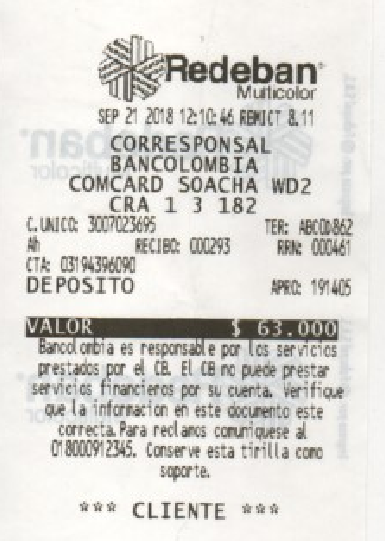 Redeban
Multicolor
SEP 21 2018 12:10:46 REMICT 8.11
CORRESPONSAL
BANCOLOMBIA
COMCARD SOACHA WD2
CRA 1 3 182
C.UNICO: 3007023695 TER: ABCOD862
Ah RECIBO: 000293 RRN: 000461
CTA: 03194396090
DEPOSITO APRO: 191405
VALOR $ 63.000
Bancolombia es responsable por los servicios
prestados por el CB. El CB no puede prestar
servicios financieros por su cuenta. Verifique
que la informacion en este documento este
correcta. Para reclamos comuniquese al
018000912345. Conserve esta tirilla como
soporte.
*** CLIENTE ***